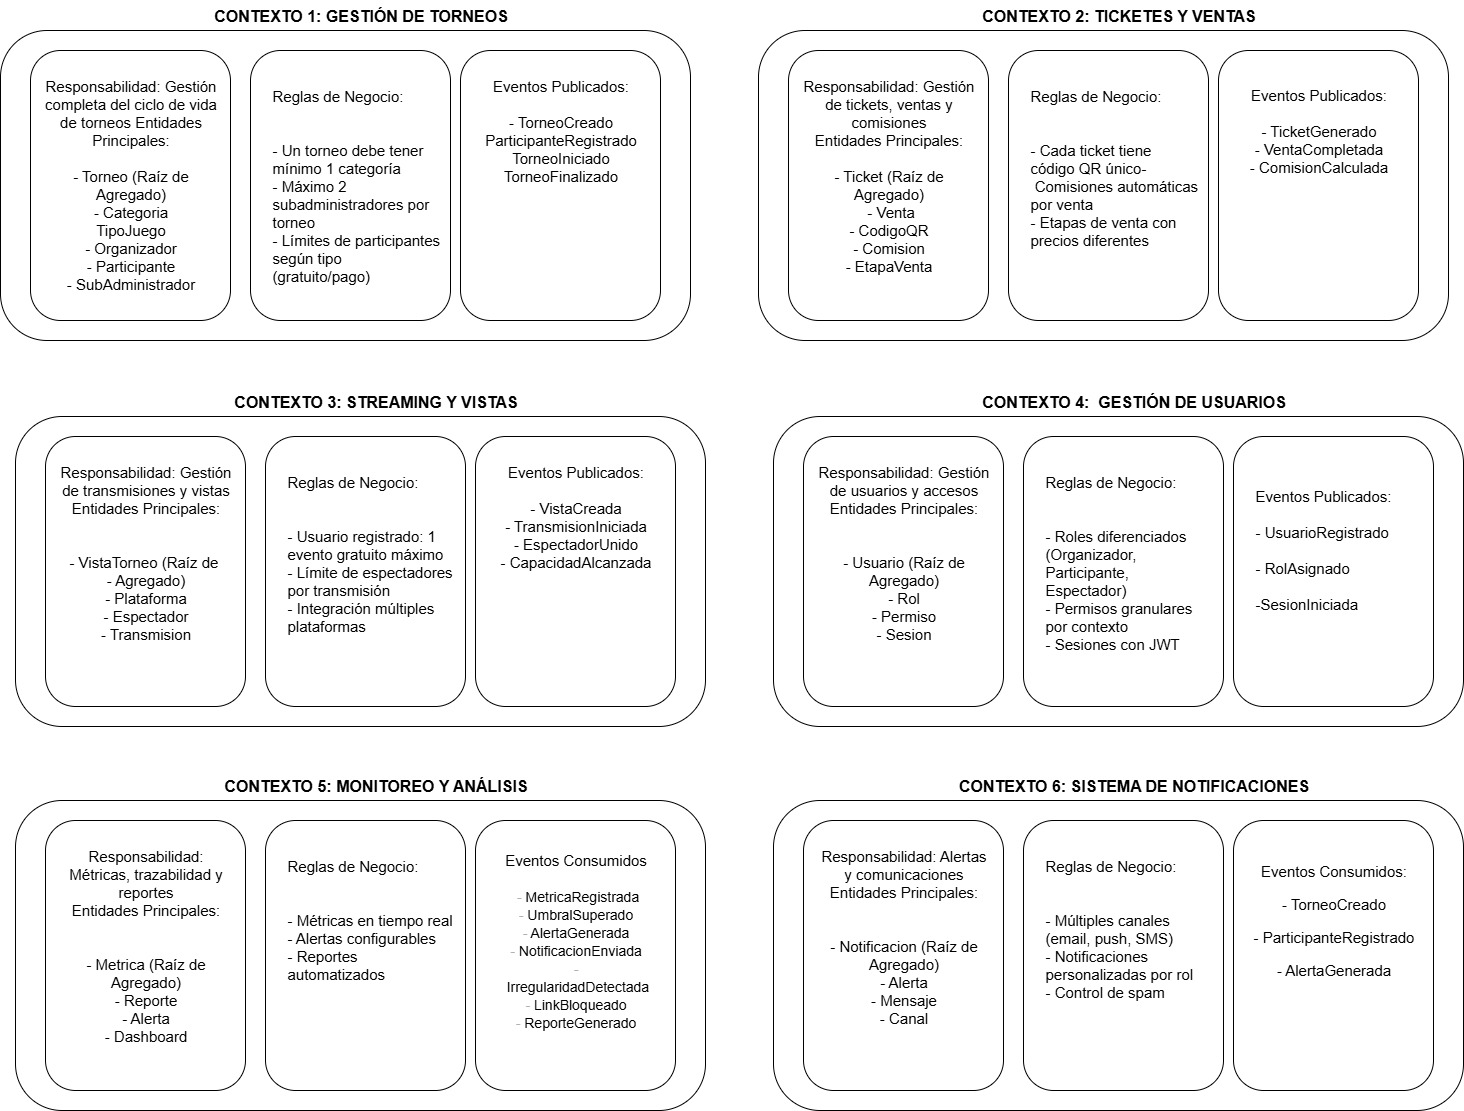 CONTEXTO 1: GESTIÓN DE TORNEOS
Responsabilidad: Gestión
completa del ciclo de vida
de torneos Entidades
Principales:
- Torneo (Raíz de
Agregado)
- Categoria
TipoJuego
- Organizador
- Participante
- SubAdministrador
Reglas de Negocio:
- Un torneo debe tener
mínimo 1 categoría
- Máximo 2
subadministradores por
torneo
- Límites de participantes
según tipo
(gratuito/pago)
Eventos Publicados:
- TorneoCreado
ParticipanteRegistrado
TorneoIniciado
TorneoFinalizado
CONTEXTO 2: TICKETES Y VENTAS
Responsabilidad: Gestión
de tickets, ventas y
comisiones
Entidades Principales:
- Ticket (Raíz de
Agregado)
- Venta
- CodigoQR
- Comision
- EtapaVenta
Reglas de Negocio:
- Cada ticket tiene
código QR único-
Comisiones automáticas
por venta
- Etapas de venta con
precios diferentes
Eventos Publicados:
- TicketGenerado
- VentaCompletada
- ComisionCalculada
CONTEXTO 3: STREAMING Y VISTAS
Responsabilidad: Gestión
de transmisiones y vistas
Entidades Principales:
- VistaTorneo (Raíz de
- Agregado)
- Plataforma
- Espectador
- Transmision
Reglas de Negocio:
- Usuario registrado: 1
evento gratuito máximo
- Límite de espectadores
por transmisión
- Integración múltiples
plataformas
Eventos Publicados:
- VistaCreada
- TransmisionIniciada
- EspectadorUnido
- CapacidadAlcanzada
CONTEXTO 4:  GESTIÓN DE USUARIOS
Responsabilidad: Gestión
de usuarios y accesos
Entidades Principales:
- Usuario (Raíz de
Agregado)
- Rol
- Permiso
- Sesion
Reglas de Negocio:
- Roles diferenciados
(Organizador,
Participante,
Espectador)
- Permisos granulares
por contexto
- Sesiones con JWT
Eventos Publicados:
- UsuarioRegistrado
- RolAsignado
-SesionIniciada
CONTEXTO 5: MONITOREO Y ANÁLISIS
Responsabilidad:
Métricas, trazabilidad y
reportes
Entidades Principales:
- Metrica (Raíz de
Agregado)
- Reporte
- Alerta
- Dashboard
Reglas de Negocio:
- Métricas en tiempo real
- Alertas configurables
- Reportes
automatizados
Eventos Consumidos
- MetricaRegistrada
- UmbralSuperado
- AlertaGenerada
- NotificacionEnviada
-
IrregularidadDetectada
- LinkBloqueado
- ReporteGenerado
CONTEXTO 6: SISTEMA DE NOTIFICACIONES
Responsabilidad: Alertas
y comunicaciones
Entidades Principales:
- Notificacion (Raíz de
Agregado)
- Alerta
- Mensaje
- Canal
Reglas de Negocio:
- Múltiples canales
(email, push, SMS)
- Notificaciones
personalizadas por rol
- Control de spam
Eventos Consumidos:
- TorneoCreado
- ParticipanteRegistrado
- AlertaGenerada